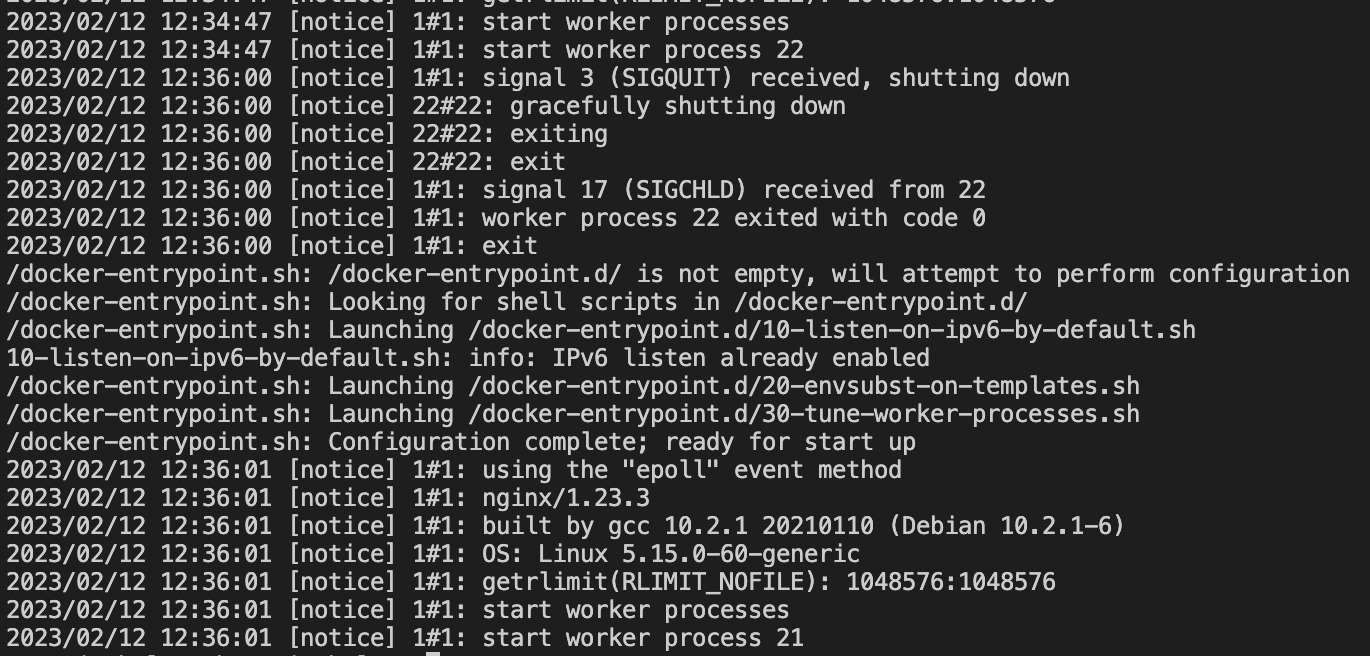 2023/02/12 12:34:47 [notice] 1#1: getrlimit(RLIMIT_NOFILE): 1048576:1048576
2023/02/12 12:34:47 [notice] 1#1: start worker processes
2023/02/12 12:34:47 [notice] 1#1: start worker process 22
2023/02/12 12:36:00 [notice] 1#1: signal 3 (SIGQUIT) received, shutting down
2023/02/12 12:36:00 [notice] 22#22: gracefully shutting down
2023/02/12 12:36:00 [notice] 22#22: exiting
2023/02/12 12:36:00 [notice] 22#22: exit
2023/02/12 12:36:00 [notice] 1#1: signal 17 (SIGCHLD) received from 22
2023/02/12 12:36:00 [notice] 1#1: worker process 22 exited with code 0
2023/02/12 12:36:00 [notice] 1#1: exit
/docker-entrypoint.sh: /docker-entrypoint.d/ is not empty, will attempt to perform configuration
/docker-entrypoint.sh: Looking for shell scripts in /docker-entrypoint.d/
/docker-entrypoint.sh: Launching /docker-entrypoint.d/10-listen-on-ipv6-by-default.sh
10-listen-on-ipv6-by-default.sh: info: IPv6 listen already enabled
/docker-entrypoint.sh: Launching /docker-entrypoint.d/20-envsubst-on-templates.sh
/docker-entrypoint.sh: Launching /docker-entrypoint.d/30-tune-worker-processes.sh
/docker-entrypoint.sh: Configuration complete; ready for start up
2023/02/12 12:36:01 [notice] 1#1: using the "epoll" event method
2023/02/12 12:36:01 [notice] 1#1: nginx/1.23.3
2023/02/12 12:36:01 [notice] 1#1: built by gcc 10.2.1 20210110 (Debian 10.2.1-6)
2023/02/12 12:36:01 [notice] 1#1: OS: Linux 5.15.0-60-generic
2023/02/12 12:36:01 [notice] 1#1: getrlimit(RLIMIT_NOFILE): 1048576:1048576
2023/02/12 12:36:01 [notice] 1#1: start worker processes
2023/02/12 12:36:01 [notice] 1#1: start worker process 21